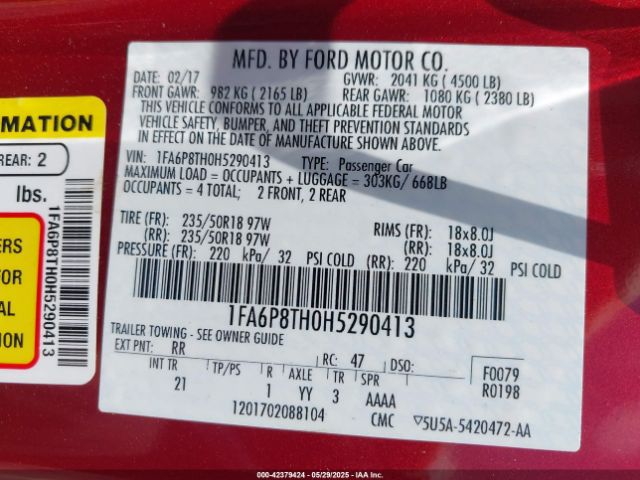 MFD. BY FORD MOTOR CO.
DATE: 02/17 GVWR: 2041 KG ( 4500 LB)
FRONT GAWR: 982 KG ( 2165 LB) REAR GAWR: 1080 KG ( 2380LB)
THIS VEHICLE CONFORMS TO ALL APPLICABLE FEDERAL MOTOR
VEHICLE SAFETY, BUMPER, AND THEFT PREVENTION STANDARDS
IN EFFECT ON THE DATE OF MANUFACTURE SHOWN ABOVE.
VIN: 1FA6P8TH0H5290413 TYPE: Passenger Car
MAXIMUM LOAD = OCCUPANTS + LUGGAGE = 303KG/ 668LB
OCCUPANTS = 4 TOTAL; 2 FRONT, 2 REAR
TIRE (FR): 235/50R18 97W RIMS (FR): 18x8.0J
(RR): 235/50R18 97W (RR): 18x8.0J
PRESSURE (FR): 220 kPa/ 32 PSI COLD (RR): 220 kPa/ 32 PSI COLD
1FA6P8TH0H5290413
TRAILER TOWING - SEE OWNER GUIDE
EXT PNT: RR RC: 47 DSO:
F0079
R0198
INT TR TP/PS R AXLE TR SPR
21 1 YY 3 AAAA
1201702088104 CMC ▽5U5A-5420472-AA
RMATION
REAR: 2
lbs.
ERS
FOR
AL
ON
1FA6P8TH0H5290413
000-42379424 - 05/29/2025 - IAAI.COM